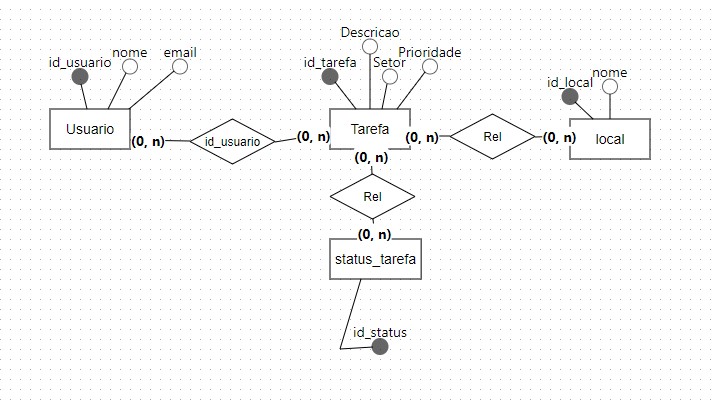 Descricao
id_usuario
nome
email
id_tarefa
Setor
Prioridade
id_local
nome
Usuario
(0, n)
id_usuario
(0, n)
Tarefa
(0, n)
Rel
(0, n)
local
(0, n)
Rel
(0, n)
status_tarefa
id_status